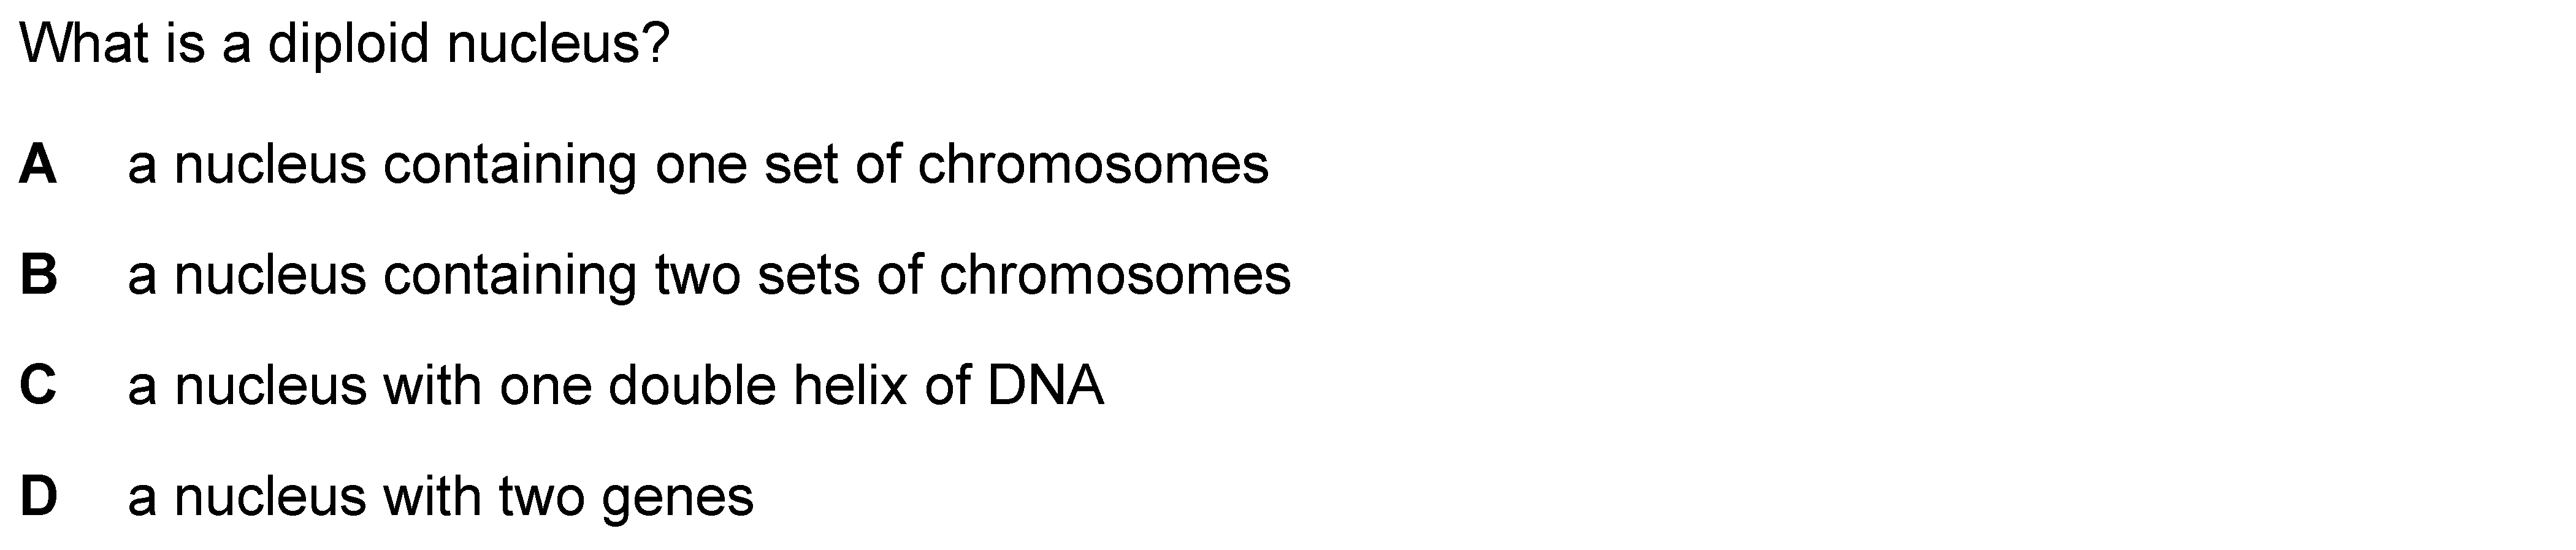 What is a diploid nucleus?
A a nucleus containing one set of chromosomes
B a nucleus containing two sets of chromosomes
C a nucleus with one double helix of DNA
D a nucleus with two genes